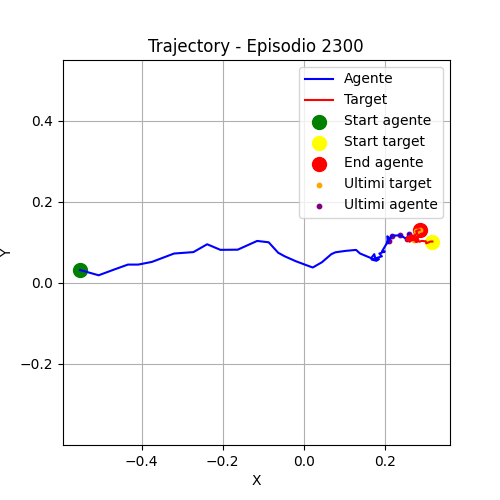 Trajectory - Episodio 2300
Agente
Target
Start agente
Start target
End agente
Ultimi target
Ultimi agente
0.4
0.2
0.0
−0.2
Y
−0.4
−0.2
0.0
0.2
X